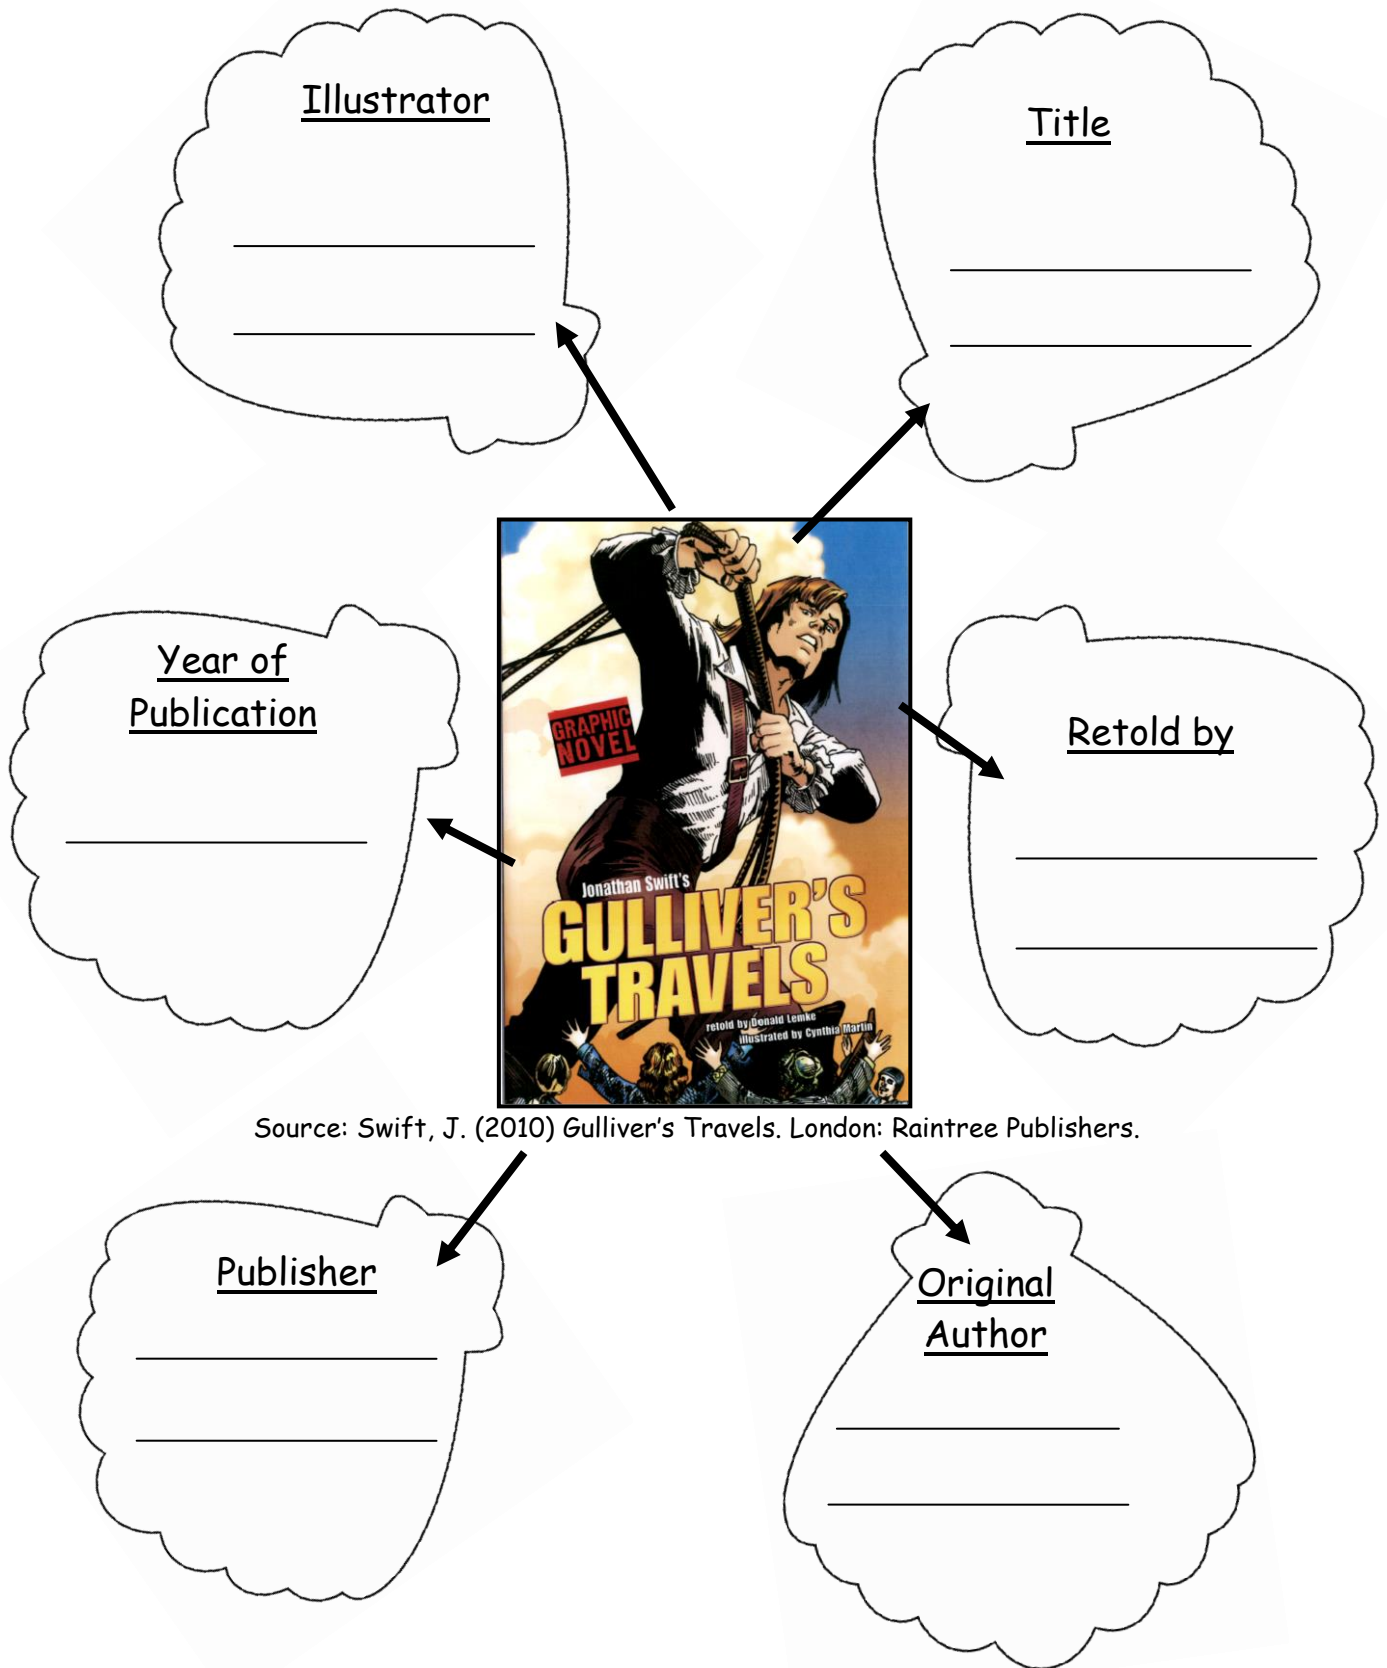 Illustrator
Title
Year of
Publication
Retold by
GRAPHIC
NOVEL
Jonathan Swift's
GULLIVER'S
TRAVELS
retold by Donald Lemke
illustrated by Cynthia Martin
Source: Swift, J. (2010) Gulliver's Travels. London: Raintree Publishers.
Publisher
Original
Author